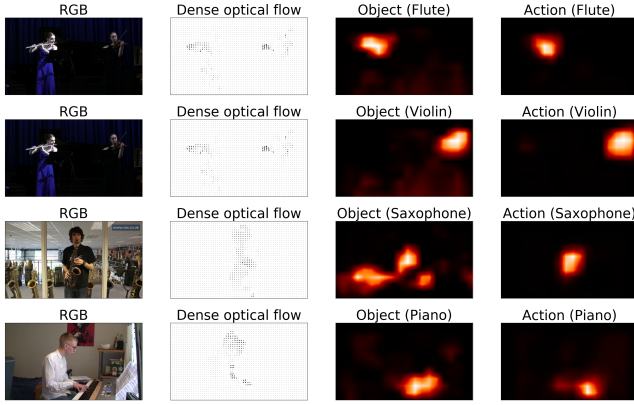 RGB Dense optical flow Object (Flute) Action (Flute)
RGB Dense optical flow Object (Violin) Action (Violin)
RGB Dense optical flow Object (Saxophone) Action (Saxophone)
RGB Dense optical flow Object (Piano) Action (Piano)